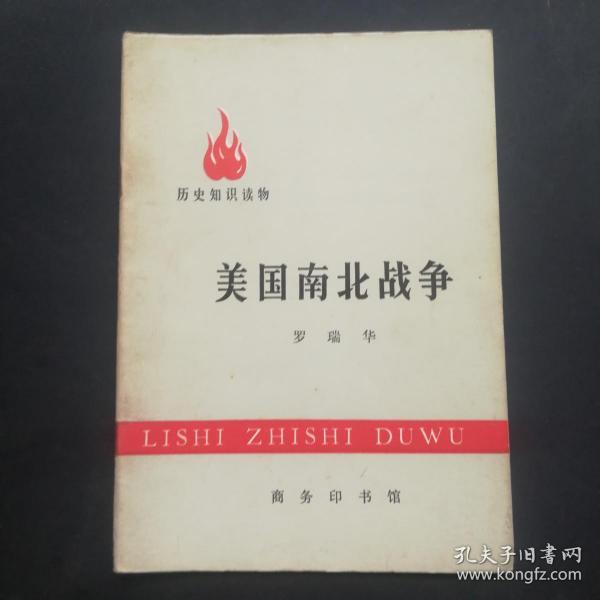 历史知识读物
美国南北战争
罗瑞华
LISHI ZHISHI DUWU
商务印书馆
孔夫子旧书网
www.kongfz.com